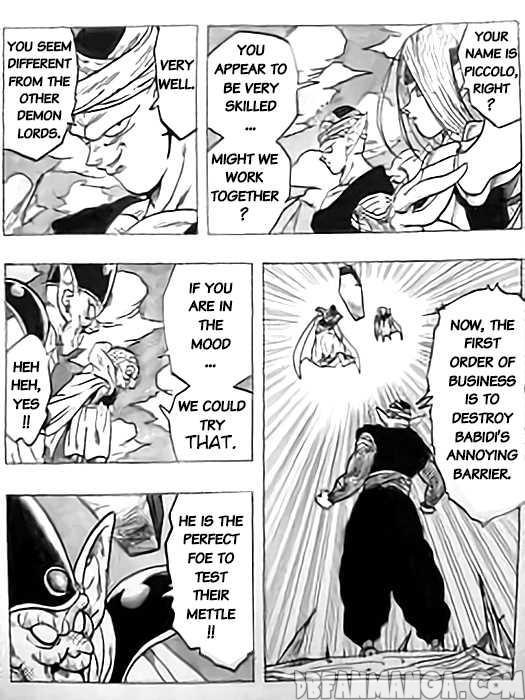 YOUR
NAME IS
PICCOLO,
RIGHT
?
YOU
APPEAR TO
BE VERY
SKILLED
...
MIGHT WE
WORK
TOGETHER
?
VERY
WELL.
YOU SEEM
DIFFERENT
FROM THE
OTHER
DEMON
LORDS.
NOW, THE
FIRST
ORDER OF
BUSINESS
IS TO
DESTROY
BABIDI'S
ANNOYING
BARRIER.
IF YOU
ARE IN
THE
MOOD
...
WE COULD
TRY
THAT.
HEH
HEH,
YES
!!
HE IS THE
PERFECT
FOE TO
TEST
THEIR
METTLE
!!
DBFANMANGA.COM